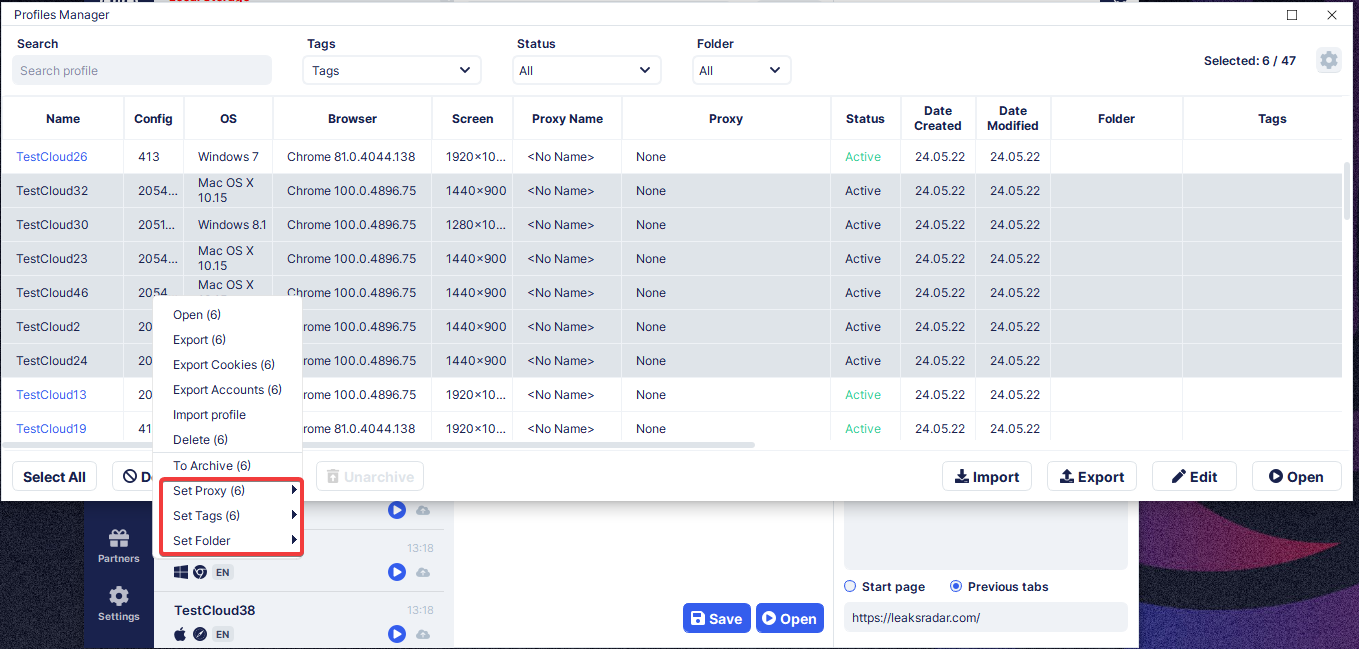 Profiles Manager
Search Tags Status Folder
Search profile Tags All All Selected: 6 / 47
Name Config OS Browser Screen Proxy Name Proxy Status Date Created Date Modified Folder Tags
TestCloud26 413 Windows 7 Chrome 81.0.4044.138 1920×10... <No Name> None Active 24.05.22 24.05.22
TestCloud32 2054... Mac OS X 10.15 Chrome 100.0.4896.75 1440×900 <No Name> None Active 24.05.22 24.05.22
TestCloud30 2051... Windows 8.1 Chrome 100.0.4896.75 1280×10... <No Name> None Active 24.05.22 24.05.22
TestCloud23 2054... Mac OS X 10.15 Chrome 100.0.4896.75 1440×900 <No Name> None Active 24.05.22 24.05.22
TestCloud46 2054 Mac OS X Chrome 100.0.4896.75 1440×900 <No Name> None Active 24.05.22 24.05.22
TestCloud2 20 rome 100.0.4896.75 1440×900 <No Name> None Active 24.05.22 24.05.22
TestCloud24 20 rome 100.0.4896.75 1440×900 <No Name> None Active 24.05.22 24.05.22
TestCloud13 20 rome 100.0.4896.75 1920×10... <No Name> None Active 24.05.22 24.05.22
TestCloud19 41 rome 81.0.4044.138 1920×10... <No Name> None Active 24.05.22 24.05.22
Open (6)
Export (6)
Export Cookies (6)
Export Accounts (6)
Import profile
Delete (6)
To Archive (6)
Set Proxy (6)
Set Tags (6)
Set Folder
Select All D Unarchive Import Export Edit Open
Partners
Settings
13:18
EN
TestCloud38 13:18
EN
Save Open
Start page Previous tabs
https://leaksradar.com/